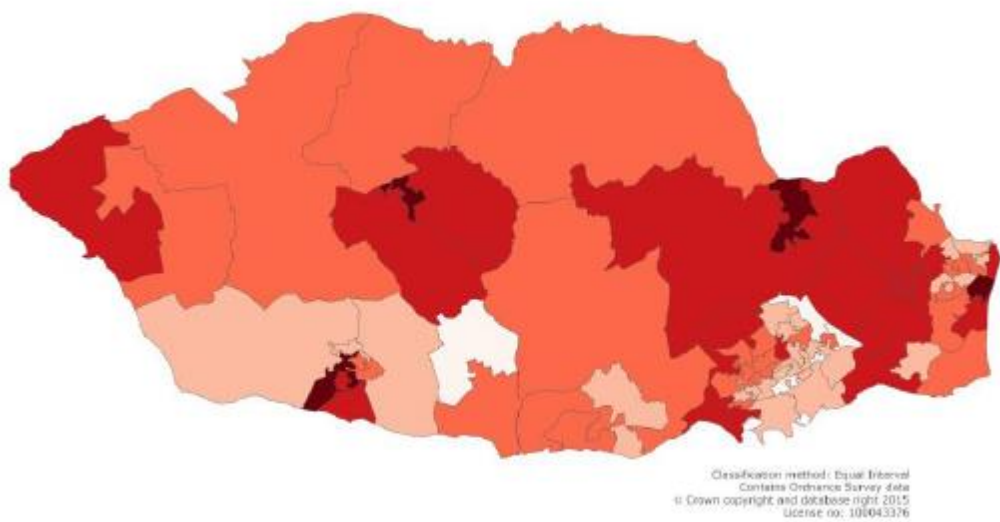 Classification method: Equal Interval
Contains Ordnance Survey data
© Crown copyright and database right 2015
License no: 100043376